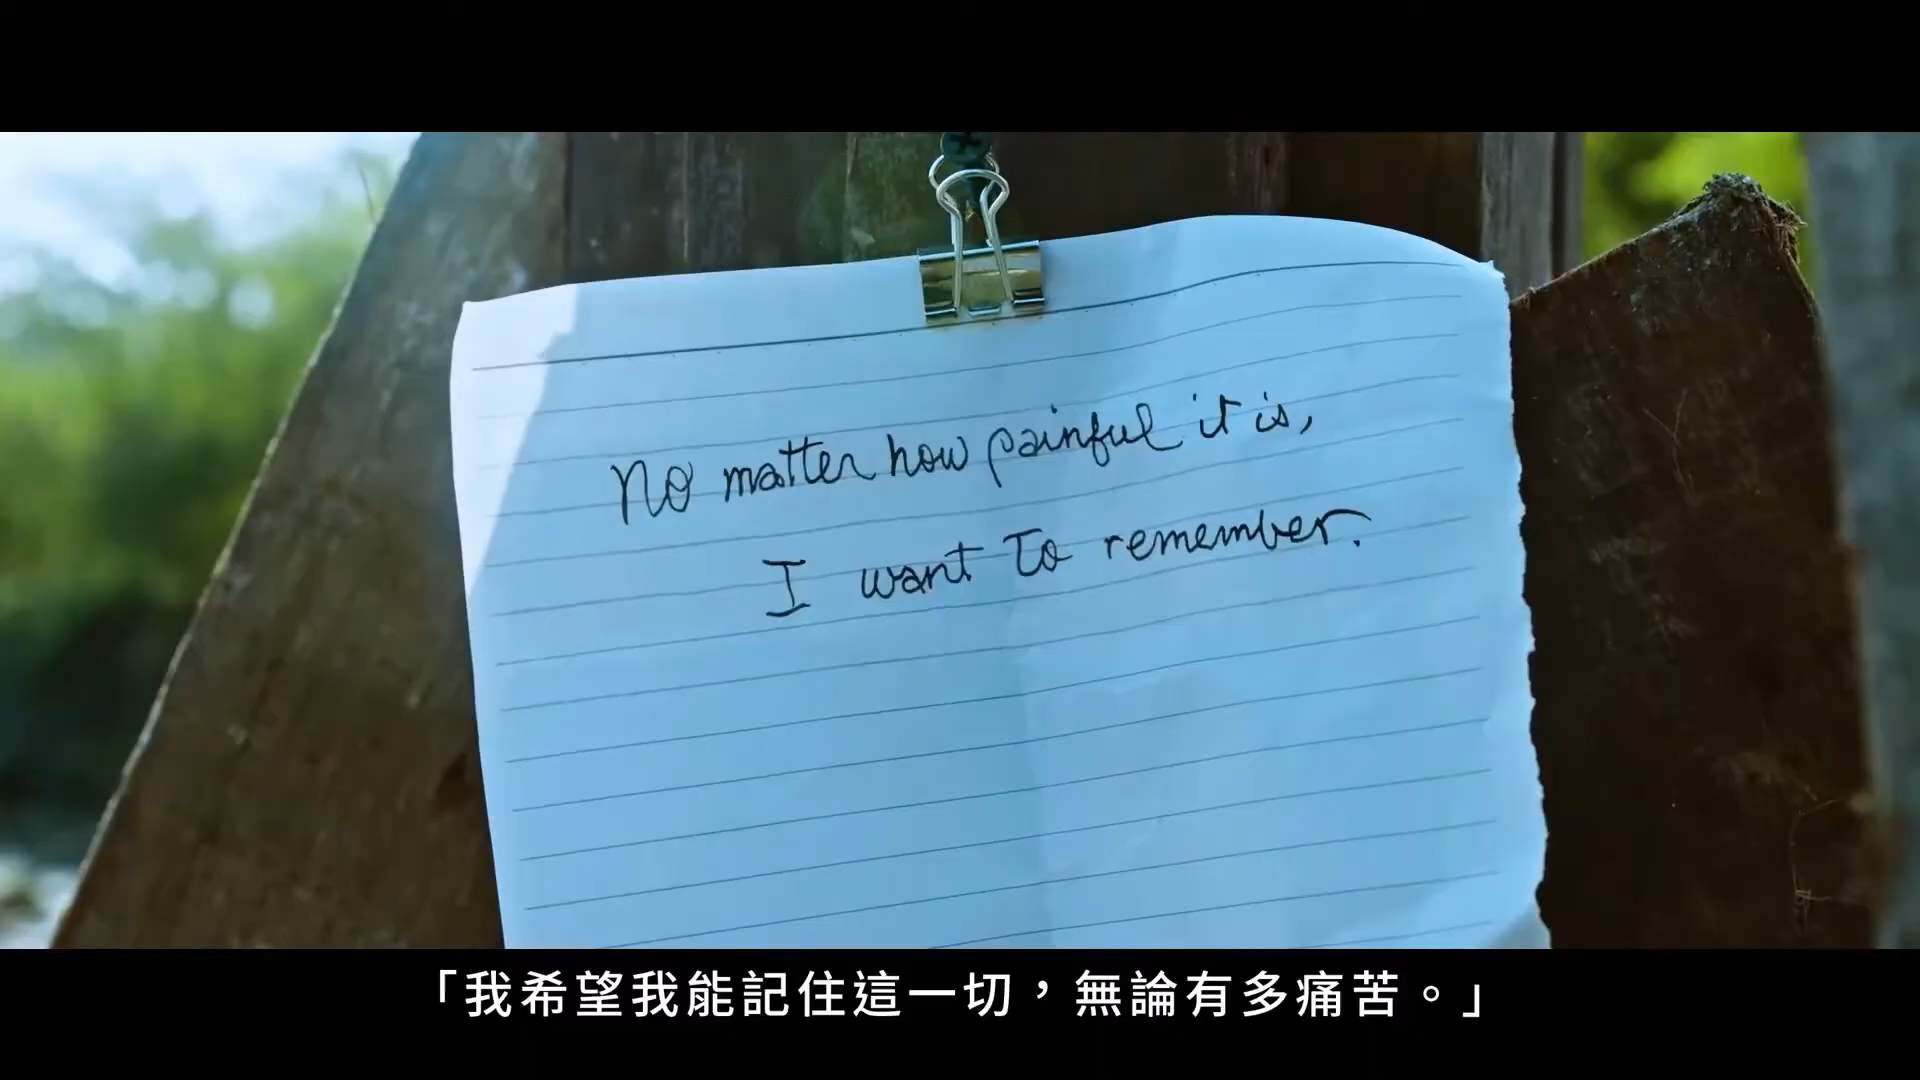 No matter how painful it is,
I want to remember.
「我希望我能記住這一切，無論有多痛苦。」